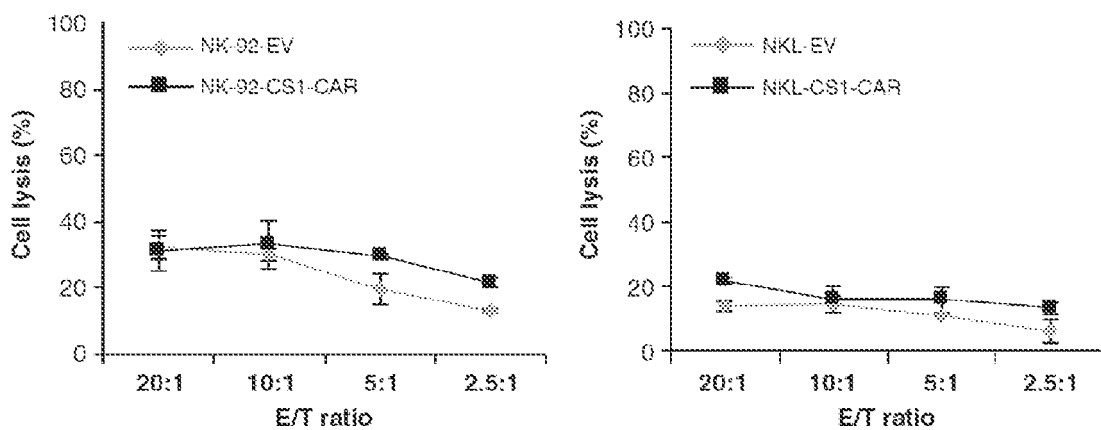 100
80
60
40
20
0
Cell lysis (%)
NK-92-EV
NK-92-CS1-CAR
20:1
10:1
5:1
2.5:1
E/T ratio
100
80
60
40
20
0
Cell lysis (%)
NKL-EV
NKL-CS1-CAR
20:1
10:1
5:1
2.5:1
E/T ratio